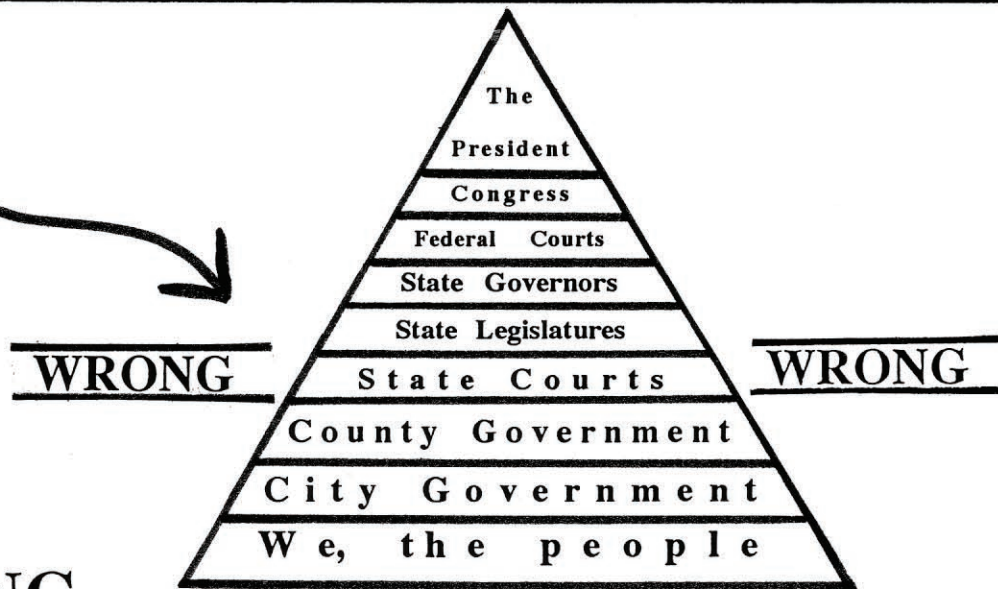 The
President
Congress
Federal Courts
State Governors
State Legislatures
WRONG
WRONG
State Courts
County Government
City Government
We, the people